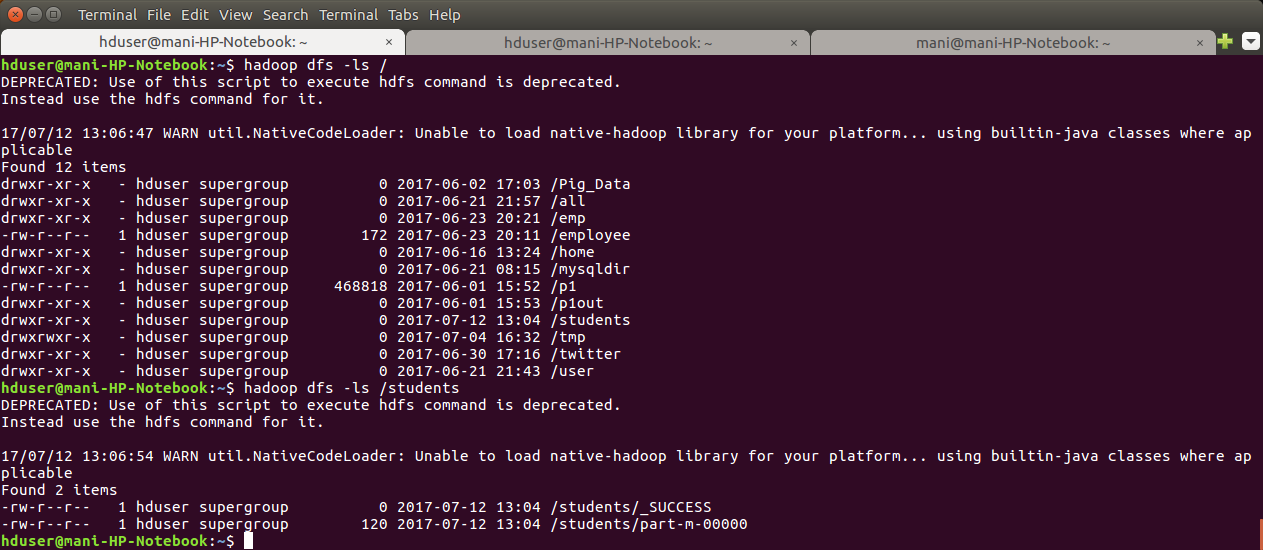 Terminal File Edit View Search Terminal Tabs Help
hduser@mani-HP-Notebook: ~ × hduser@mani-HP-Notebook: ~ × mani@mani-HP-Notebook: ~ ×
hduser@mani-HP-Notebook:~$ hadoop dfs -ls /
DEPRECATED: Use of this script to execute hdfs command is deprecated.
Instead use the hdfs command for it.

17/07/12 13:06:47 WARN util.NativeCodeLoader: Unable to load native-hadoop library for your platform... using builtin-java classes where ap
plicable
Found 12 items
drwxr-xr-x   - hduser supergroup          0 2017-06-02 17:03 /Pig_Data
drwxr-xr-x   - hduser supergroup          0 2017-06-21 21:57 /all
drwxr-xr-x   - hduser supergroup          0 2017-06-23 20:21 /emp
-rw-r--r--   1 hduser supergroup        172 2017-06-23 20:11 /employee
drwxr-xr-x   - hduser supergroup          0 2017-06-16 13:24 /home
drwxr-xr-x   - hduser supergroup          0 2017-06-21 08:15 /mysqldir
-rw-r--r--   1 hduser supergroup     468818 2017-06-01 15:52 /p1
drwxr-xr-x   - hduser supergroup          0 2017-06-01 15:53 /p1out
drwxr-xr-x   - hduser supergroup          0 2017-07-12 13:04 /students
drwxrwxr-x   - hduser supergroup          0 2017-07-04 16:32 /tmp
drwxr-xr-x   - hduser supergroup          0 2017-06-30 17:16 /twitter
drwxr-xr-x   - hduser supergroup          0 2017-06-21 21:43 /user
hduser@mani-HP-Notebook:~$ hadoop dfs -ls /students
DEPRECATED: Use of this script to execute hdfs command is deprecated.
Instead use the hdfs command for it.

17/07/12 13:06:54 WARN util.NativeCodeLoader: Unable to load native-hadoop library for your platform... using builtin-java classes where ap
plicable
Found 2 items
-rw-r--r--   1 hduser supergroup          0 2017-07-12 13:04 /students/_SUCCESS
-rw-r--r--   1 hduser supergroup        120 2017-07-12 13:04 /students/part-m-00000
hduser@mani-HP-Notebook:~$